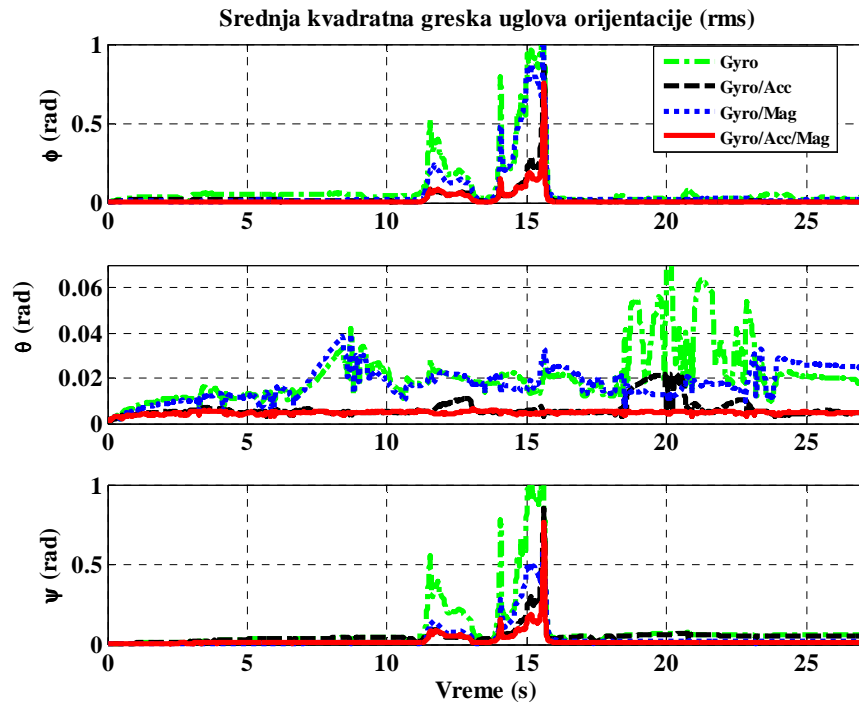 Srednja kvadratna greska uglova orijentacije (rms)
1
0.5
0
ϕ (rad)
Gyro
Gyro/Acc
Gyro/Mag
Gyro/Acc/Mag
0 5 10 15 20 25
0.06
0.04
0.02
0
θ (rad)
0 5 10 15 20 25
1
0.5
0
ψ (rad)
0 5 10 15 20 25
Vreme (s)